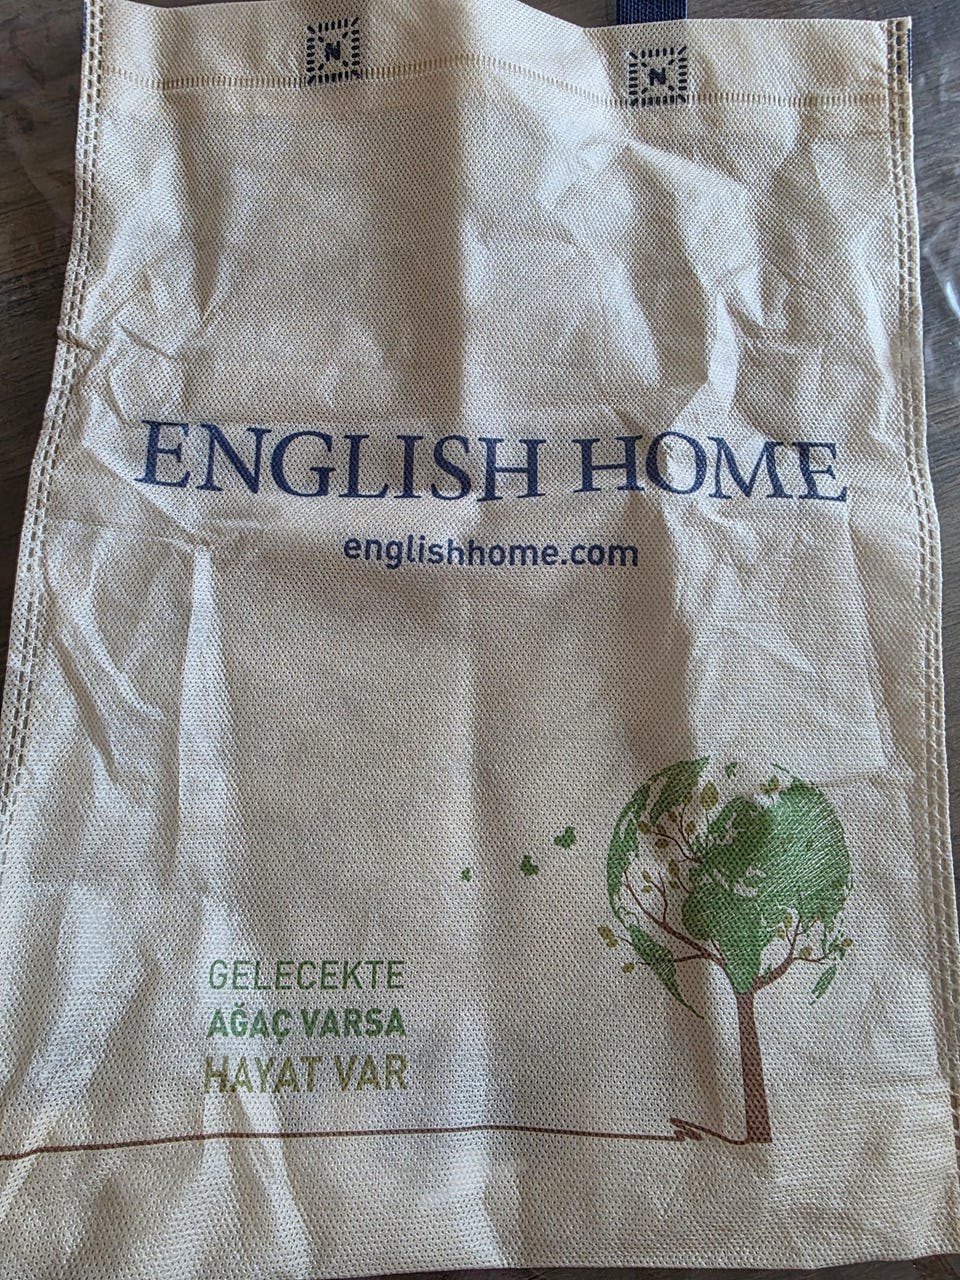 N
N
ENGLISH HOME
englishhome.com
GELECEKTE
AĞAÇ VARSA
HAYAT VAR